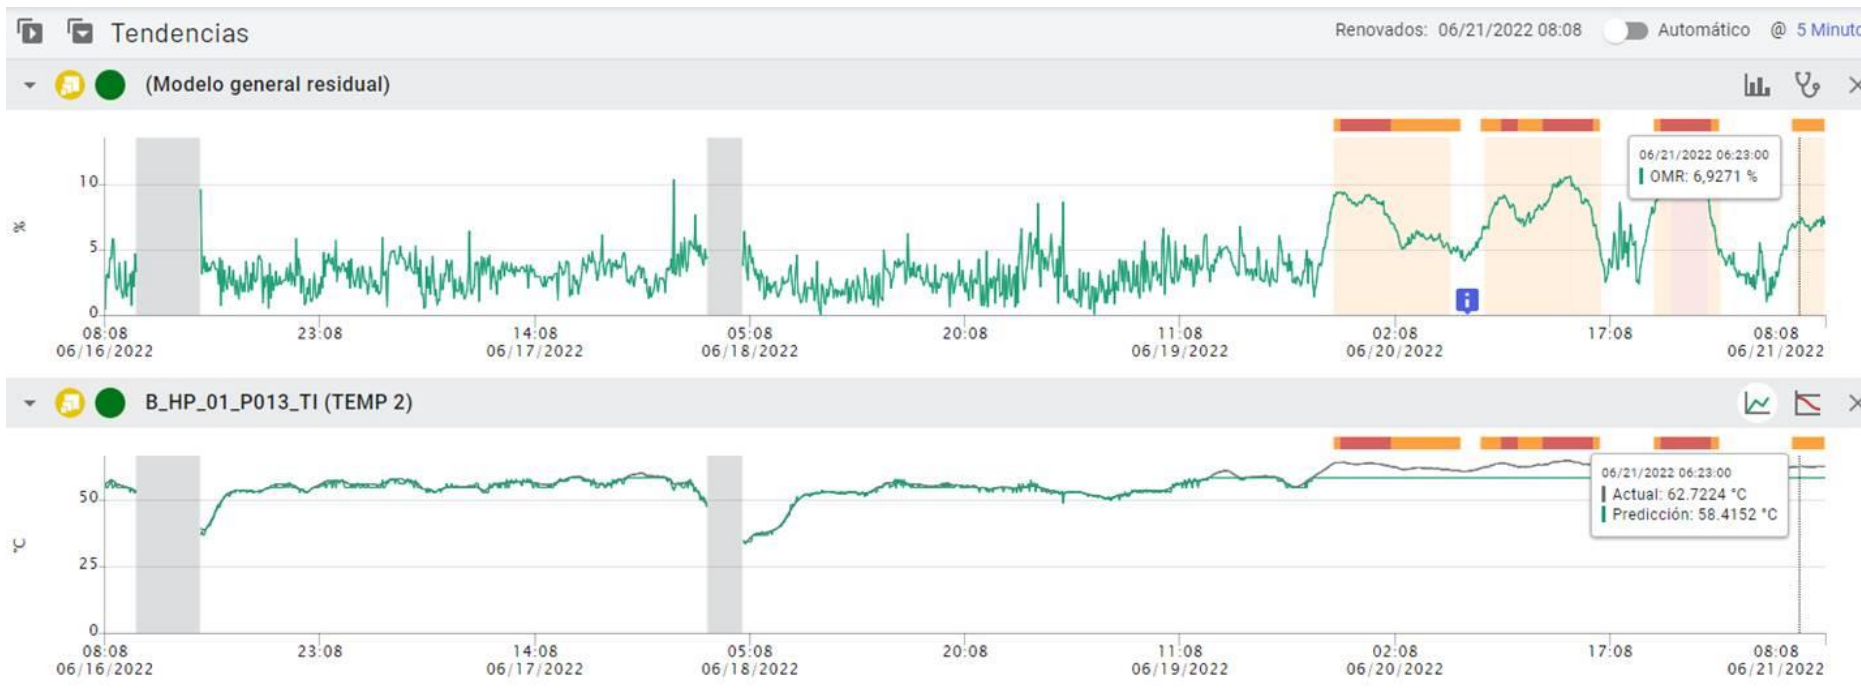 Tendencias
Renovados: 06/21/2022 08:08 Automático @ 5 Minuto
(Modelo general residual)
06/21/2022 06:23:00
OMR: 6,9271 %
10
%
5
0
08:08 23:08 14:08 05:08 20:08 11:08 02:08 17:08 08:08
06/16/2022 06/17/2022 06/18/2022 06/19/2022 06/20/2022 06/21/2022
B_HP_01_P013_TI (TEMP 2)
06/21/2022 06:23:00
Actual: 62.7224 °C
Predicción: 58.4152 °C
50
°C
25
0
08:08 23:08 14:08 05:08 20:08 11:08 02:08 17:08 08:08
06/16/2022 06/17/2022 06/18/2022 06/19/2022 06/20/2022 06/21/2022